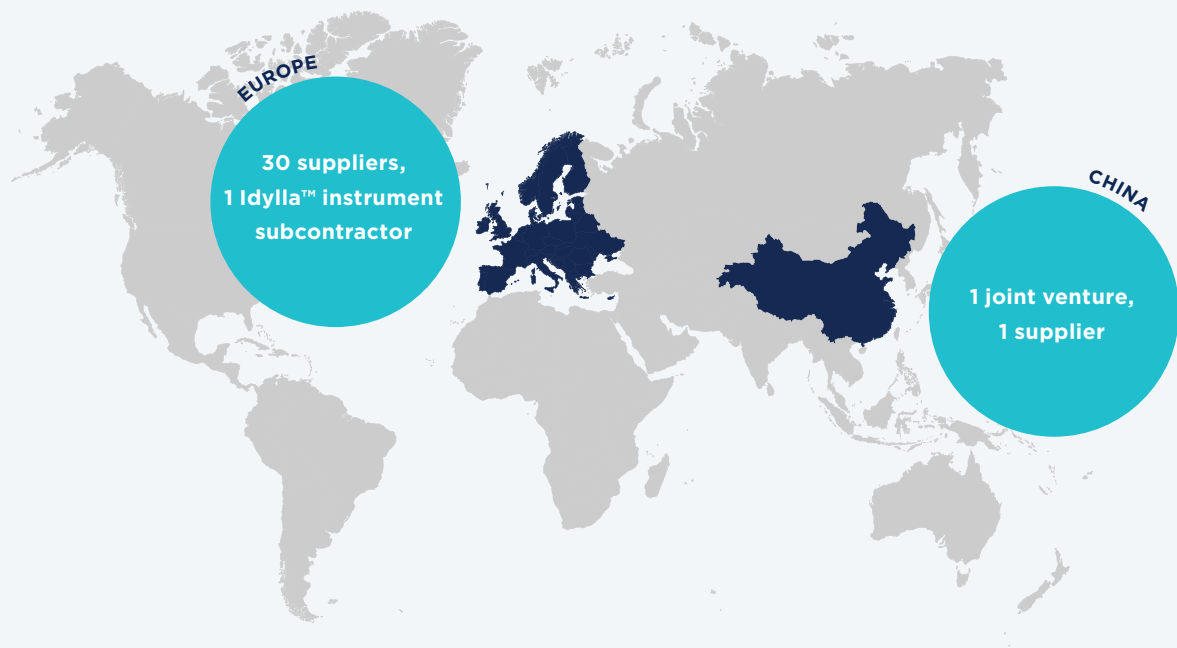 EUROPE
30 suppliers,
1 Idylla™ instrument
subcontractor
CHINA
1 joint venture,
1 supplier